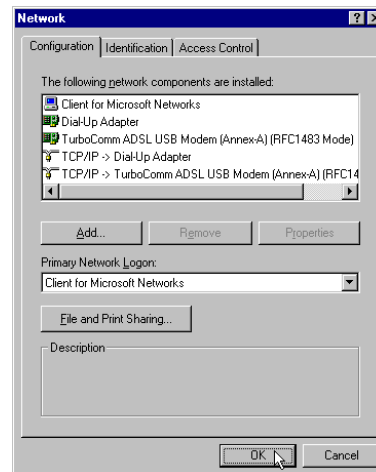 Network
Configuration Identification Access Control
The following network components are installed:
Client for Microsoft Networks
Dial-Up Adapter
TurboComm ADSL USB Modem (Annex-A) (RFC1483 Mode)
TCP/IP -> Dial-Up Adapter
TCP/IP -> TurboComm ADSL USB Modem (Annex-A) (RFC14
Add... Remove Properties
Primary Network Logon:
Client for Microsoft Networks
File and Print Sharing...
Description
OK Cancel